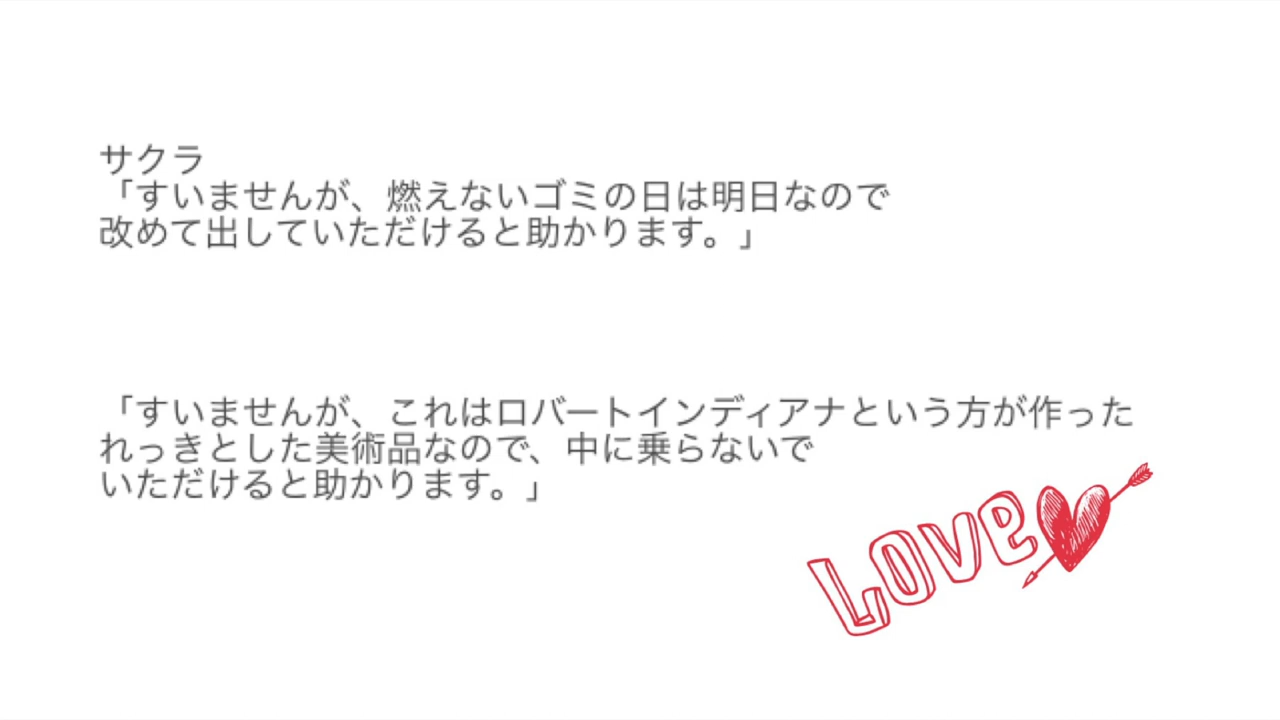 サクラ
「すいませんが、燃えないゴミの日は明日なので
改めて出していただけると助かります。」
「すいませんが、これはロバートインディアナという方が作った
れっきとした美術品なので、中に乗らないで
いただけると助かります。」
LOVE